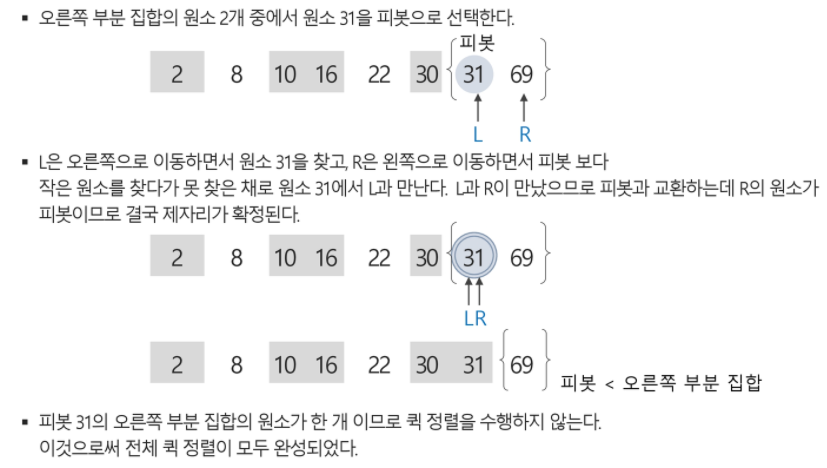 ▪ 오른쪽 부분 집합의 원소 2개 중에서 원소 31을 피봇으로 선택한다.
피봇
2 8 10 16 22 30 31 69
L R
▪ L은 오른쪽으로 이동하면서 원소 31을 찾고, R은 왼쪽으로 이동하면서 피봇 보다
작은 원소를 찾다가 못 찾은 채로 원소 31에서 L과 만난다. L과 R이 만났으므로 피봇과 교환하는데 R의 원소가
피봇이므로 결국 제자리가 확정된다.
2 8 10 16 22 30 31 69
LR
2 8 10 16 22 30 31 69
피봇 < 오른쪽 부분 집합
▪ 피봇 31의 오른쪽 부분 집합의 원소가 한 개 이므로 퀵 정렬을 수행하지 않는다.
이것으로써 전체 퀵 정렬이 모두 완성되었다.